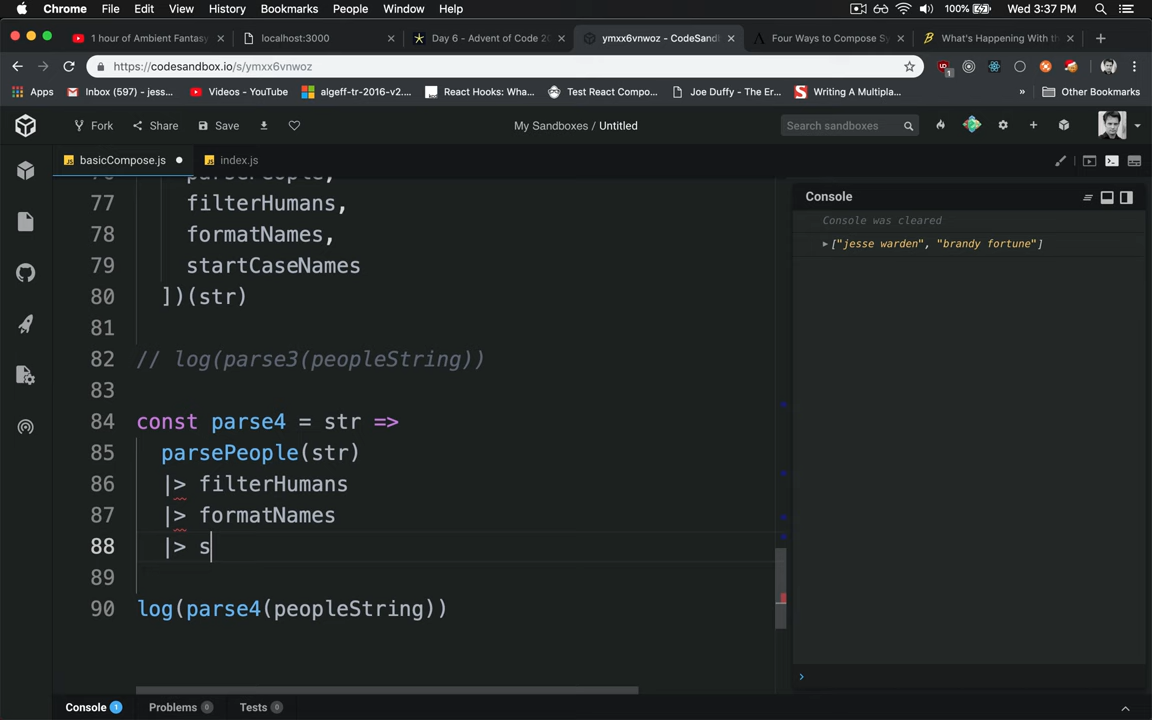 Chrome File Edit View History Bookmarks People Window Help 100% Wed 3:37 PM
1 hour of Ambient Fantasy localhost:3000 Day 6 - Advent of Code 20 ymxx6vnwoz - CodeSandb Four Ways to Compose Sy What's Happening With th
https://codesandbox.io/s/ymxx6vnwoz
Apps Inbox (597) - jess... Videos - YouTube algeff-tr-2016-v2... React Hooks: Wha... Test React Compo... Joe Duffy - The Er... Writing A Multipla... » Other Bookmarks
Fork Share Save My Sandboxes / Untitled Search sandboxes
basicCompose.js index.js
Console
76 parsePeople,
77 filterHumans,
78 formatNames,
79 startCaseNames
80 ])(str)
81
82 // log(parse3(peopleString))
83
84 const parse4 = str =>
85 parsePeople(str)
86 |> filterHumans
87 |> formatNames
88 |> s
89
90 log(parse4(peopleString))
Console was cleared
["jesse warden", "brandy fortune"]
Console 1 Problems 0 Tests 0